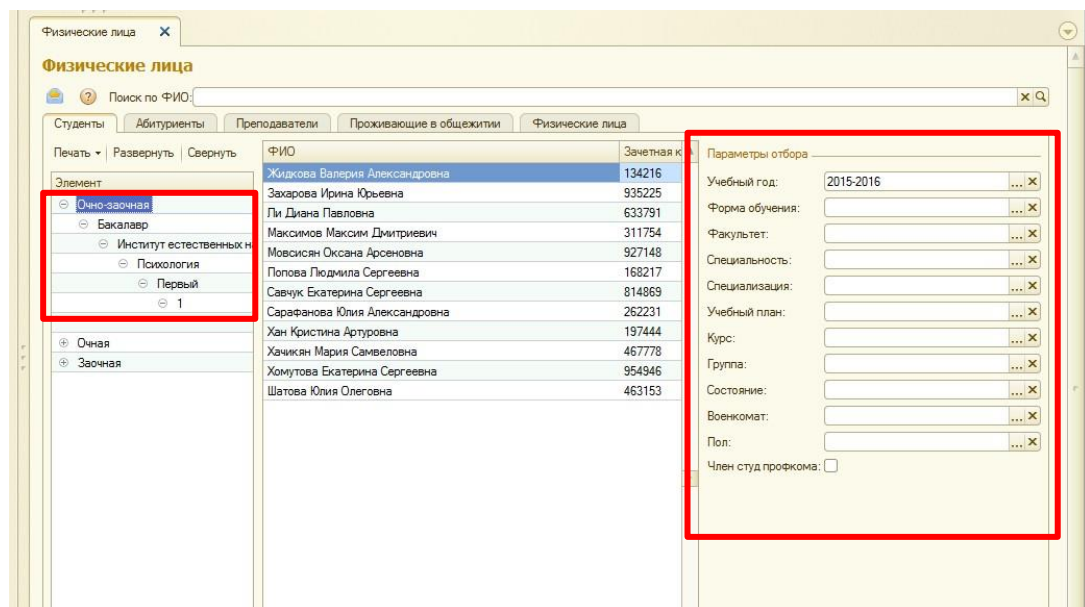 Физические лица
Физические лица
Поиск по ФИО:
Студенты Абитуриенты Преподаватели Проживающие в общежитии Физические лица
Печать Развернуть Свернуть
Элемент
Очно-заочная
Бакалавр
Институт естественных н
Психология
Первый
1
Очная
Заочная
ФИО Зачетная к
Жидкова Валерия Александровна 134216
Захарова Ирина Юрьевна 935225
Ли Диана Павловна 633791
Максимов Максим Дмитриевич 311754
Мовсисян Оксана Арсеновна 927148
Попова Людмила Сергеевна 168217
Савчук Екатерина Сергеевна 814869
Сарафанова Юлия Александровна 262231
Хан Кристина Артуровна 197444
Хачикян Мария Самвеловна 467778
Хомутова Екатерина Сергеевна 954946
Шатова Юлия Олеговна 463153
Параметры отбора
Учебный год: 2015-2016
Форма обучения:
Факультет:
Специальность:
Специализация:
Учебный план:
Курс:
Группа:
Состояние:
Военкомат:
Пол:
Член студ профкома: